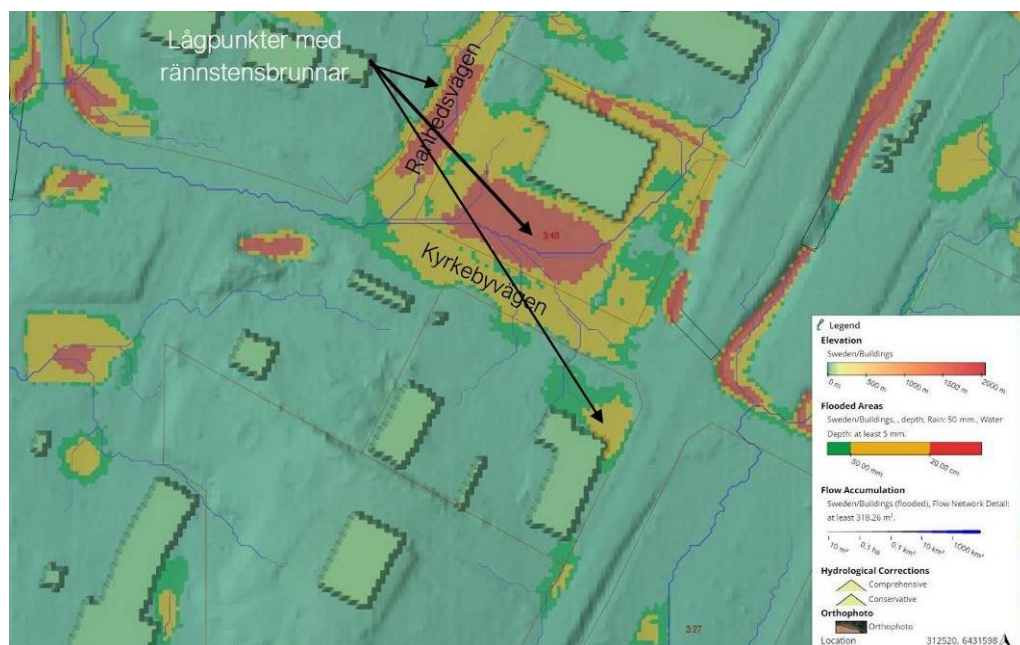 Lågpunkter med
rännstensbrunnar
Ranhedsvägen
3:40
Kyrkebyvägen
3:27
Legend
Elevation
Sweden/Buildings
0 m 500 m 1000 m 1500 m 2000 m
Flooded Areas
Sweden/Buildings, , depth, Rain: 50 mm , Water
Depth: at least 5 mm.
50.00 mm 20.00 cm
Flow Accumulation
Sweden/Buildings (flooded), Flow Network Detail:
at least 318.26 m².
10 m² 0.1 ha 0.1 km² 10 km² 1000 km²
Hydrological Corrections
Comprehensive
Conservative
Orthophoto
Orthophoto
Location 312520, 6431598